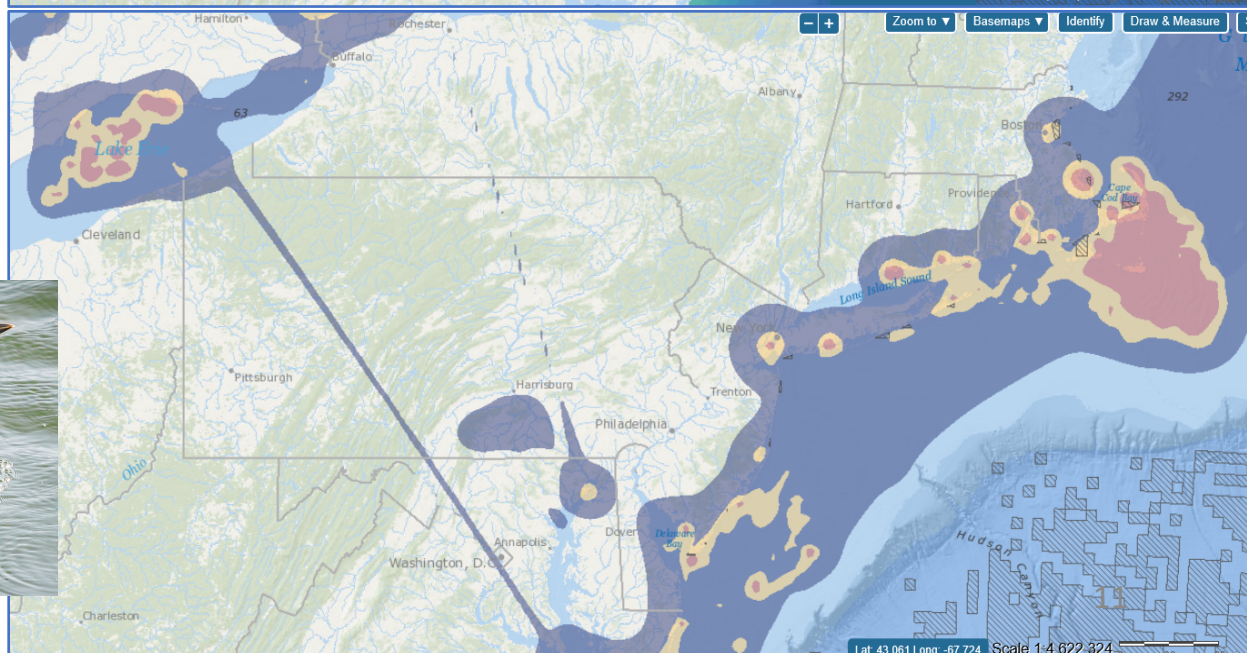 Hamilton
Rochester
Zoom to ▼
Basemaps ▼
Identify
Draw & Measure
Buffalo
Albany
292
63
Boston
Lake Erie
Cape
Cod Bay
Providence
Hartford
Cleveland
Long Island Sound
New York
Pittsburgh
Harrisburg
Trenton
Philadelphia
Ohio
Dover
Delaware
Bay
Annapolis
Washington, D.C.
Hudson Canyon
Charleston
Lat: 43.061 Long: -67.724
Scale 1:4,622,324